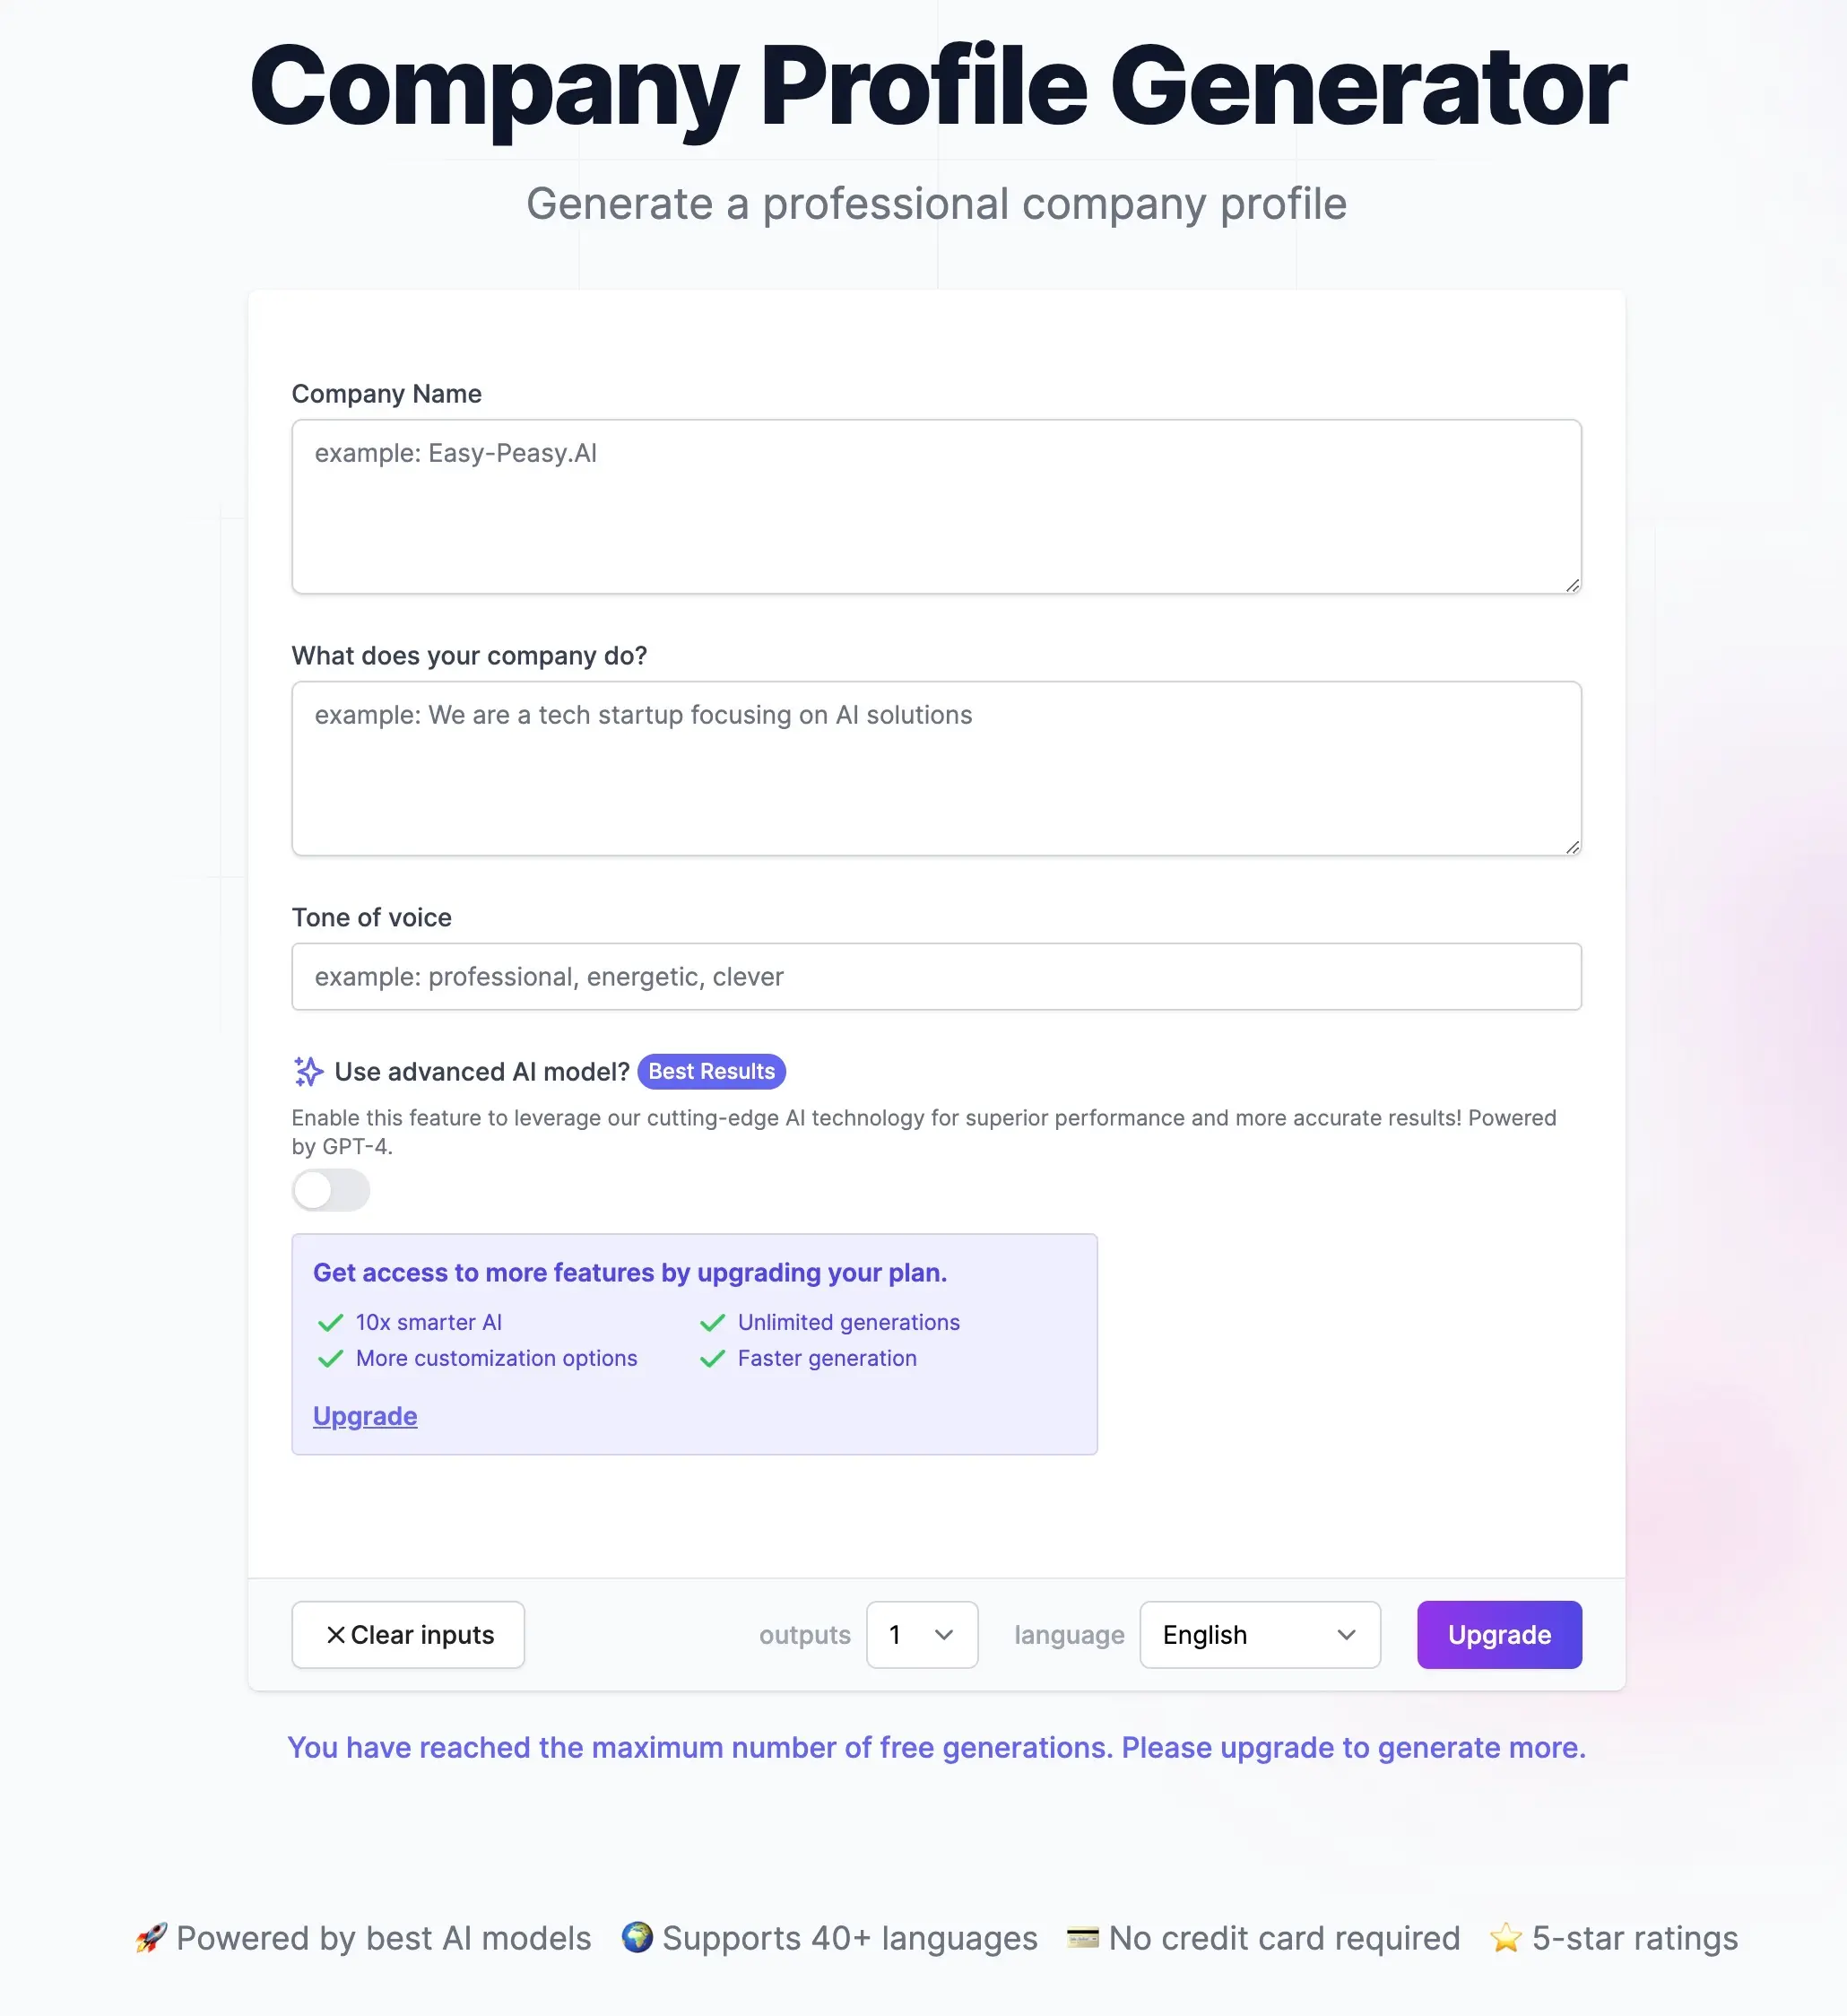 Company Profile Generator
Generate a professional company profile
Company Name
example: Easy-Peasy.AI
What does your company do?
example: We are a tech startup focusing on AI solutions
Tone of voice
example: professional, energetic, clever
Use advanced AI model? Best Results
Enable this feature to leverage our cutting-edge AI technology for superior performance and more accurate results! Powered
by GPT-4.
Get access to more features by upgrading your plan.
10x smarter AI Unlimited generations
More customization options Faster generation
Upgrade
Clear inputs outputs 1 language English Upgrade
You have reached the maximum number of free generations. Please upgrade to generate more.
🚀 Powered by best AI models 🌍 Supports 40+ languages 💳 No credit card required ⭐ 5-star ratings